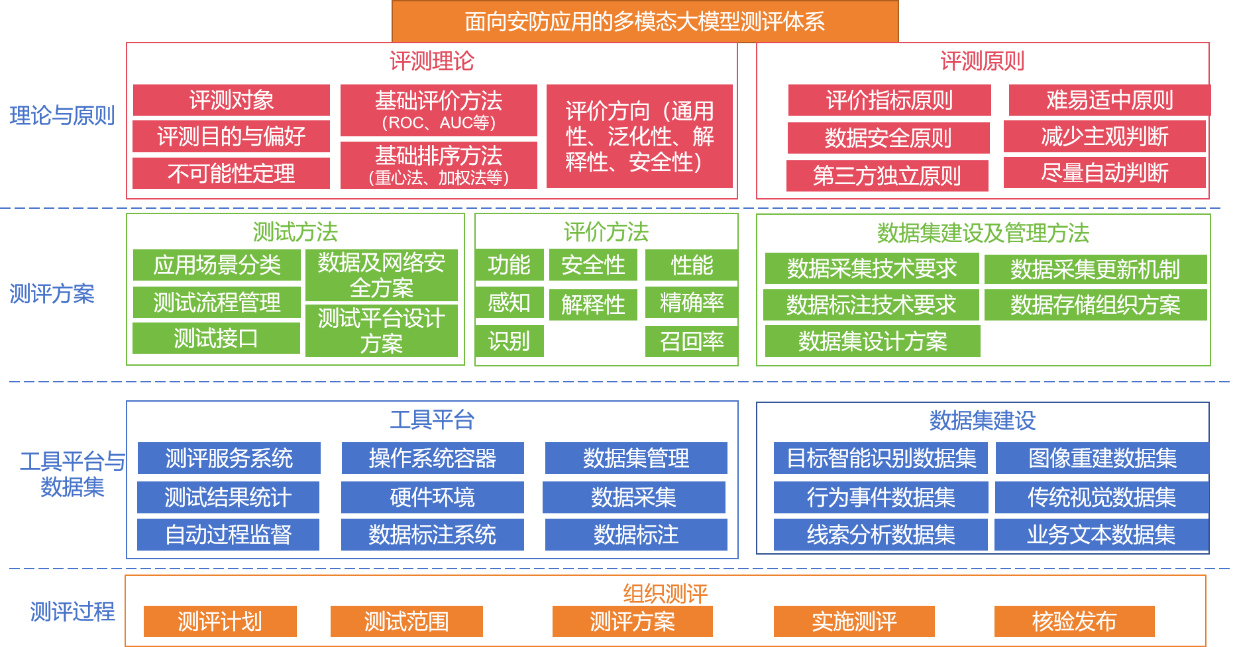 面向安防应用的多模态大模型测评体系
理论与原则
评测理论
评测对象
评测目的与偏好
不可能性定理
基础评价方法
(ROC、AUC等)
基础排序方法
(重心法、加权法等)
评价方向（通用
性、泛化性、解
释性、安全性）
评测原则
评价指标原则
数据安全原则
第三方独立原则
难易适中原则
减少主观判断
尽量自动判断
测评方案
测试方法
应用场景分类
测试流程管理
测试接口
数据及网络安
全方案
测试平台设计
方案
评价方法
功能
感知
识别
安全性
解释性
性能
精确率
召回率
数据集建设及管理方法
数据采集技术要求
数据标注技术要求
数据集设计方案
数据采集更新机制
数据存储组织方案
工具平台与
数据集
工具平台
测评服务系统
测试结果统计
自动过程监督
操作系统容器
硬件环境
数据标注系统
数据集管理
数据采集
数据标注
数据集建设
目标智能识别数据集
行为事件数据集
线索分析数据集
图像重建数据集
传统视觉数据集
业务文本数据集
测评过程
组织测评
测评计划
测试范围
测评方案
实施测评
核验发布